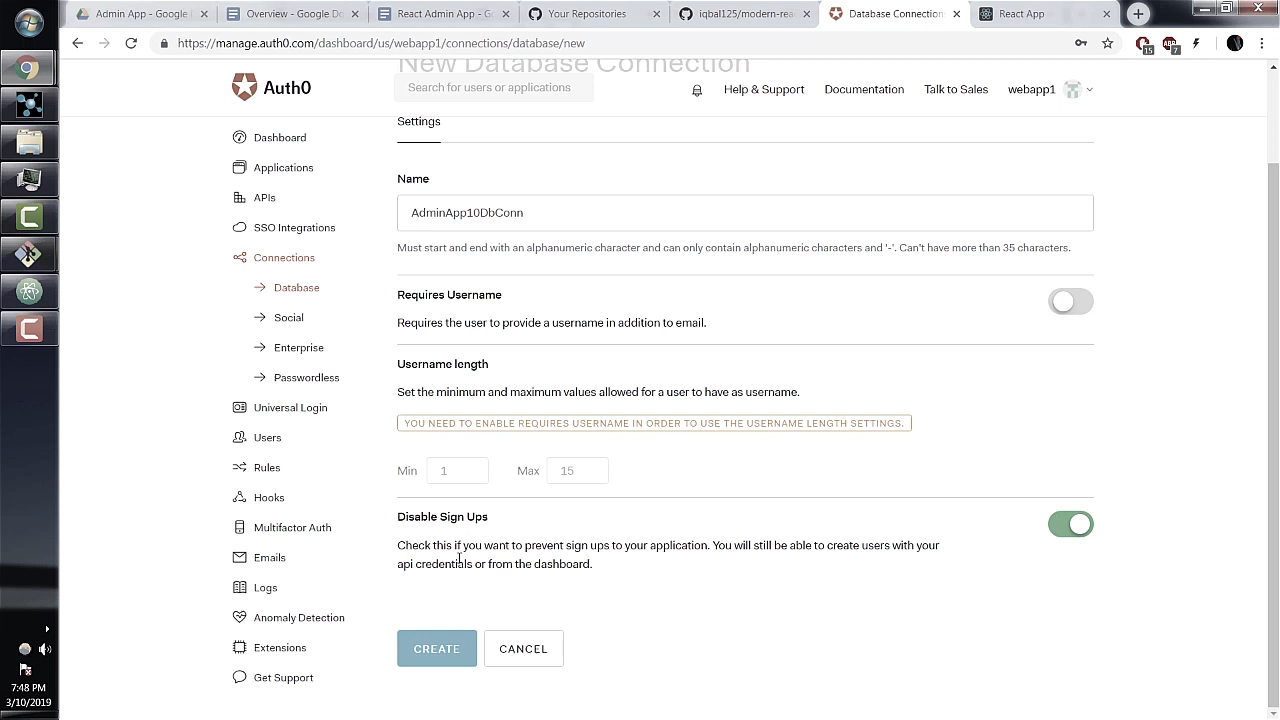 Admin App - Google
Overview - Google Do
React Admin - G
You Repositories
iqbal modern-rea
Database Connection
React App
https://manage.auth0.com/dashboard/us/webapp1/connections/database/new
15
7
New Database Connection
Auth0
Search for users or applications
Help & Support
Documentation
Talk to Sales
webapp1
Settings
Dashboard
Applications
APIs
SSO Integrations
Connections
Database
Social
Enterprise
Passwordless
Universal Login
Users
Rules
Hooks
Multifactor Auth
Emails
Logs
Anomaly Detection
Extensions
Get Support
Name
AdminApp10DbConn
Must start and end with an alphanumeric character and can only contain alphanumeric characters and '-'. Can't have more than 35 characters.
Requires Username
Requires the user to provide a username in addition to email.
Username length
Set the minimum and maximum values allowed for a user to have as username.
YOU NEED TO ENABLE REQUIRES USERNAME IN ORDER TO USE THE USERNAME LENGTH SETTINGS.
Min 1 Max 15
Disable Sign Ups
Check this if you want to prevent sign ups to your application. You will still be able to create users with your
api credentials or from the dashboard.
CREATE
CANCEL
7:48 PM
3/10/2019